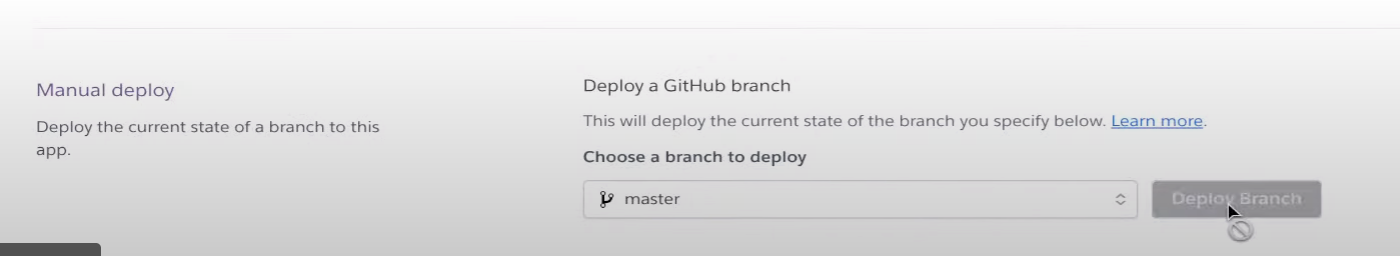 Manual deploy
Deploy the current state of a branch to this
app.
Deploy a GitHub branch
This will deploy the current state of the branch you specify below. Learn more.
Choose a branch to deploy
master
Deploy Branch